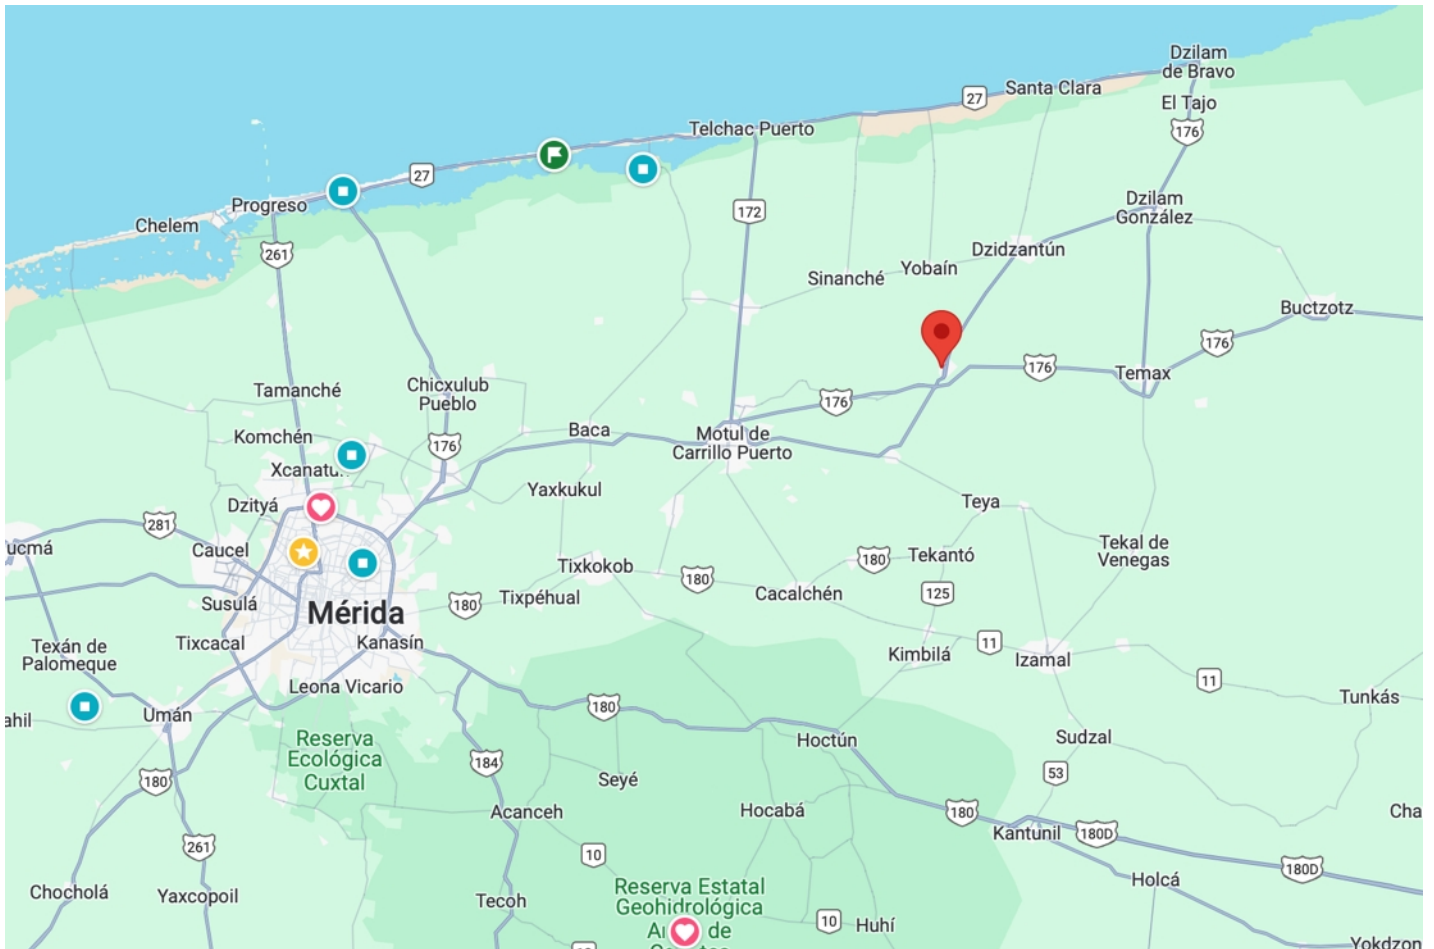 Dzilam
de Bravo
Santa Clara
27
El Tajo
Telchac Puerto
176
27
Progreso
Dzilam
González
Chelem
172
261
Dzidzantún
Sinanché
Yobaín
Buctzotz
176
176
Temax
Tamanché
Chicxulub
Pueblo
176
Komchén
Baca
Motul de
Carrillo Puerto
176
Xcanatu
Yaxkukul
Dzityá
Teya
281
Caucel
Tekal de
Venegas
ucmá
180
Tekantó
Tixkokob
180
Cacalchén
125
Susulá
Mérida
180
Tixpéhual
Texán de
Palomeque
Tixcacal
Kanasín
11
Kimbilá
Izamal
11
Leona Vicario
Tunkás
ahil
Umán
180
Hoctún
Sudzal
Reserva
Ecológica
Cuxtal
184
53
180
Seyé
Acanceh
Hocabá
180
Cha
Kantunil
180D
261
10
180D
Chocholá
Yaxcopoil
Tecoh
Reserva Estatal
Geohidrológica
de
Holcá
10
Huhí
Yokdzon